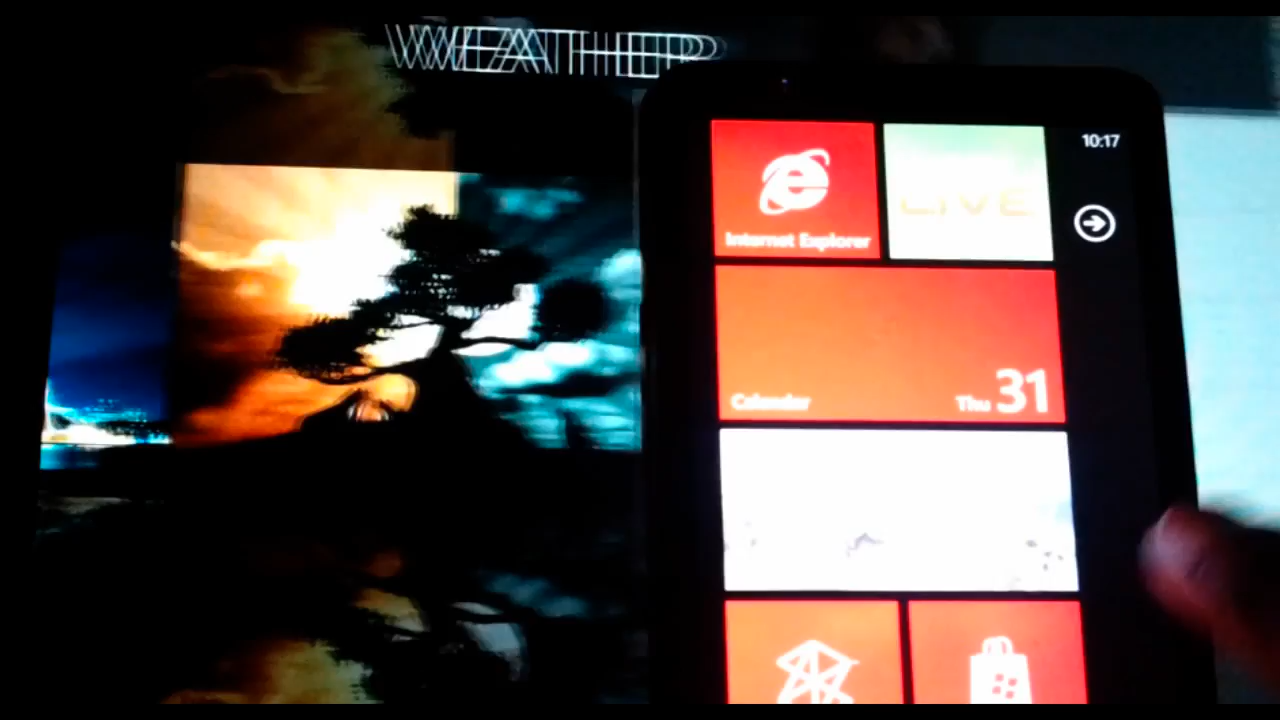 WEATHER
10:17
LIVE
Internet Explorer
Calendar
Thu 31